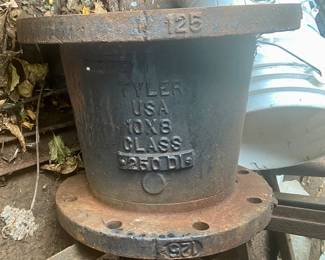 125
TYLER
USA
10X8
CLASS
250 DI
125